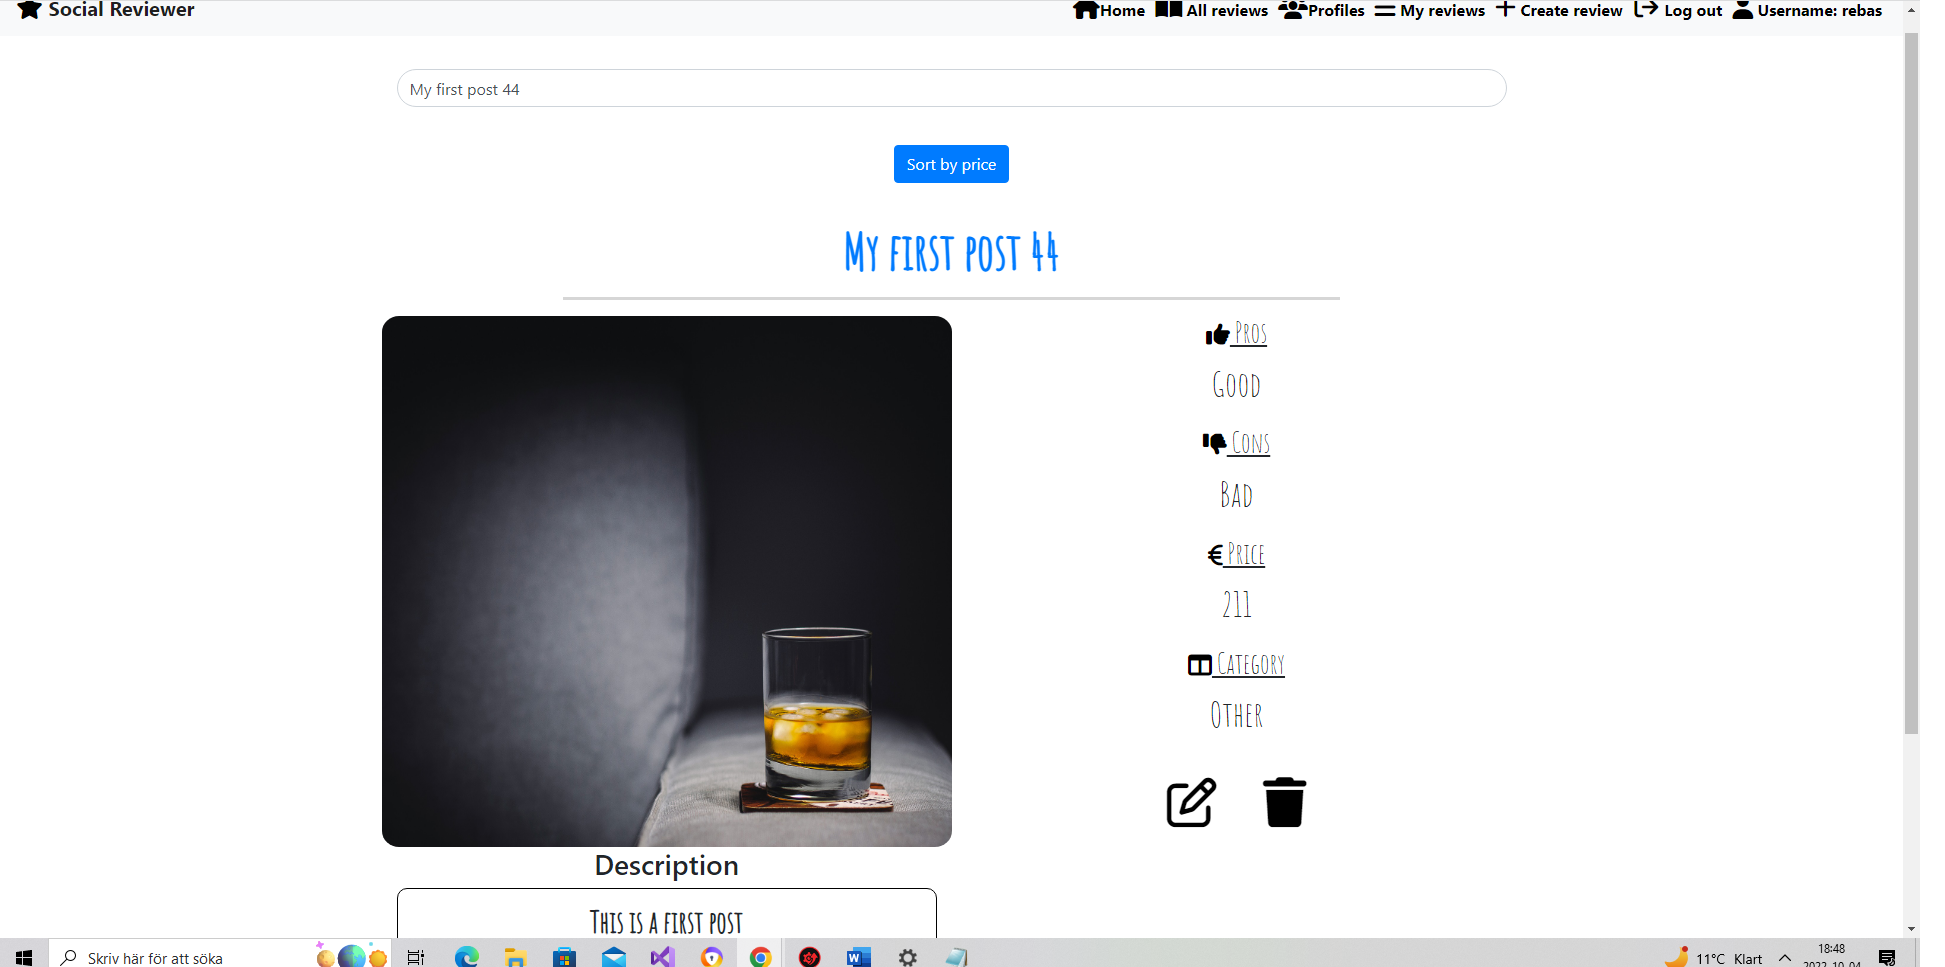 Social Reviewer
Home All reviews Profiles My reviews Create review Log out Username: rebas
My first post 44
Sort by price
My first post 44
Pros
Good
Cons
Bad
Price
211
Category
Other
Description
This is a first post
Skriv här för att söka
11°C Klart
18:48
2022-10-04